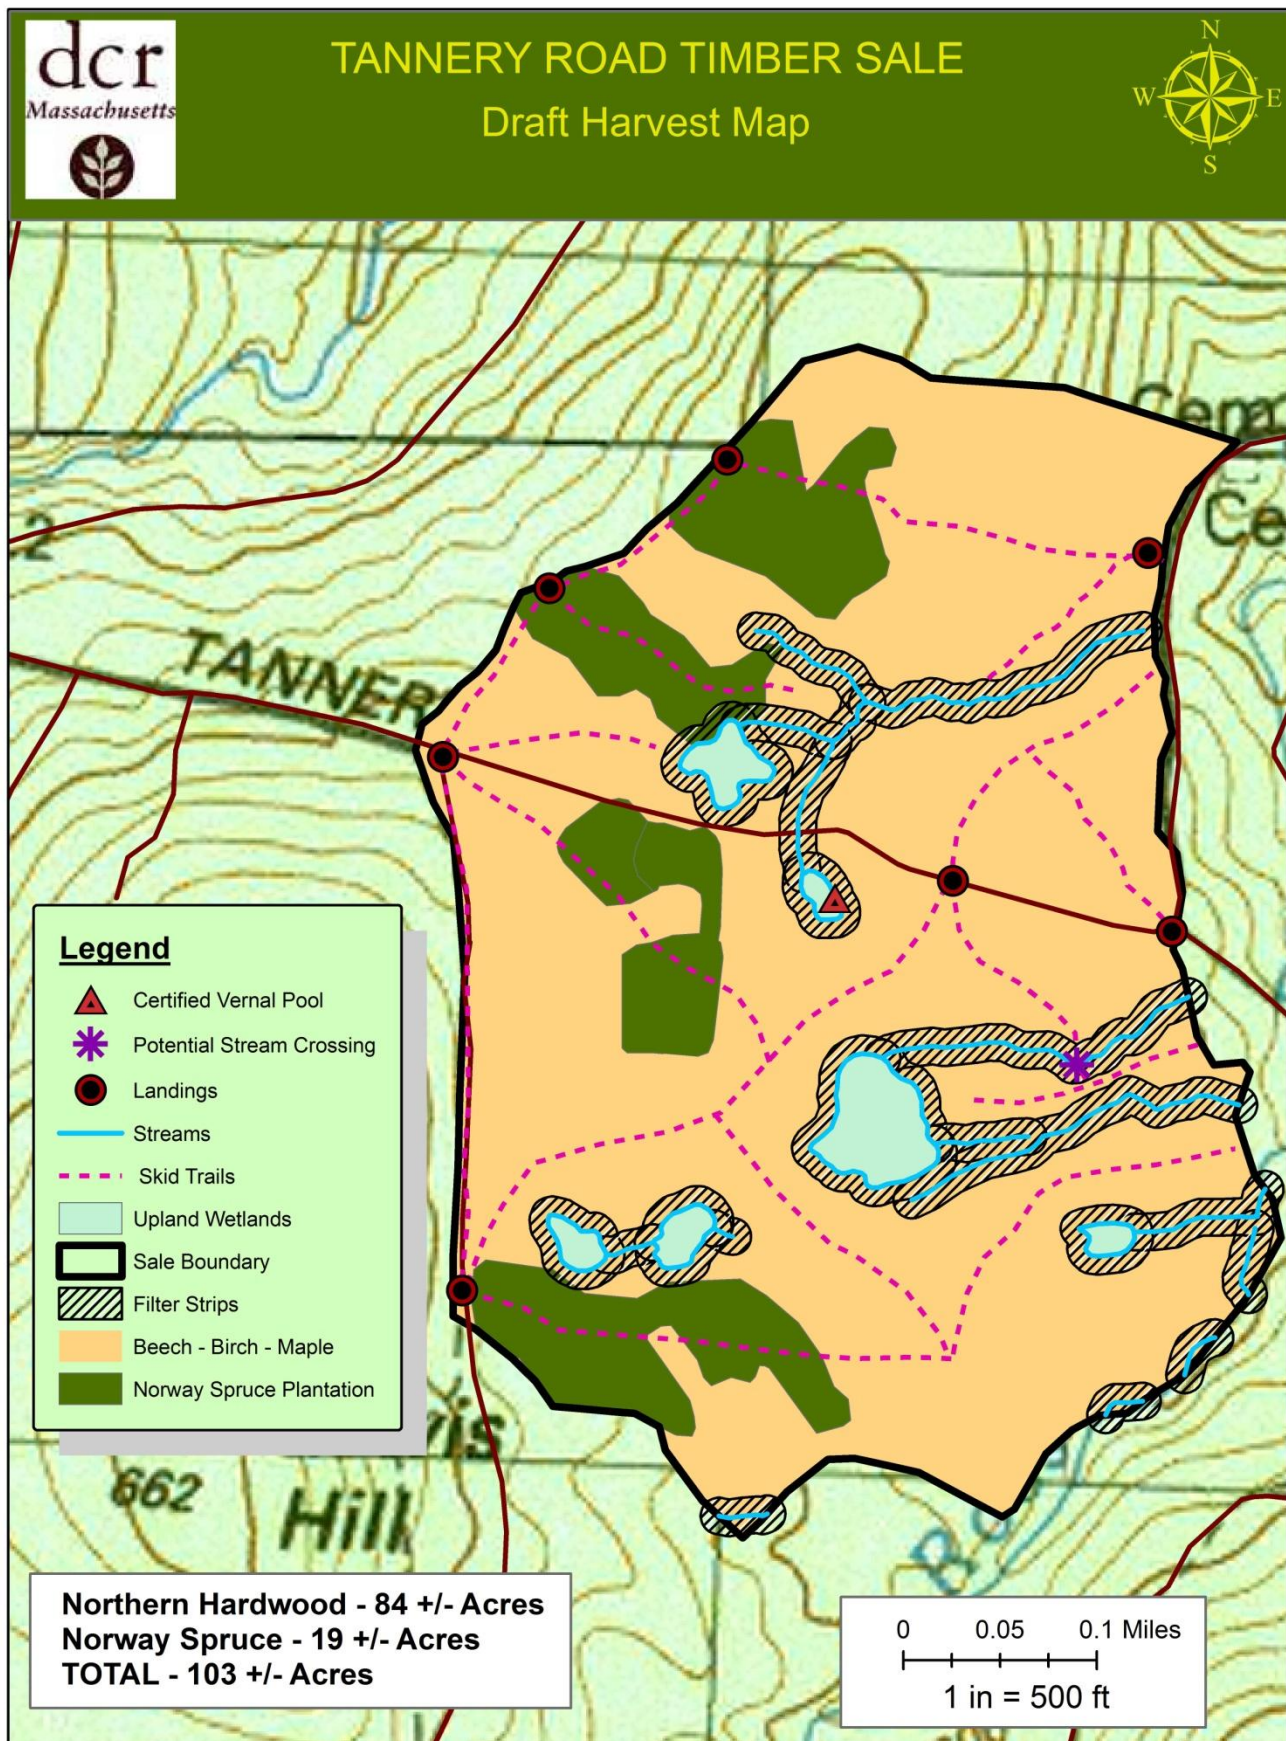 dcr
Massachusetts
TANNERY ROAD TIMBER SALE
Draft Harvest Map
N
W
E
S
2
TANNER
Legend
Certified Vernal Pool
Potential Stream Crossing
Landings
Streams
Skid Trails
Upland Wetlands
Sale Boundary
Filter Strips
Beech - Birch - Maple
Norway Spruce Plantation
662
Hill
Northern Hardwood - 84 +/- Acres
Norway Spruce - 19 +/- Acres
TOTAL - 103 +/- Acres
0 0.05 0.1 Miles
1 in = 500 ft